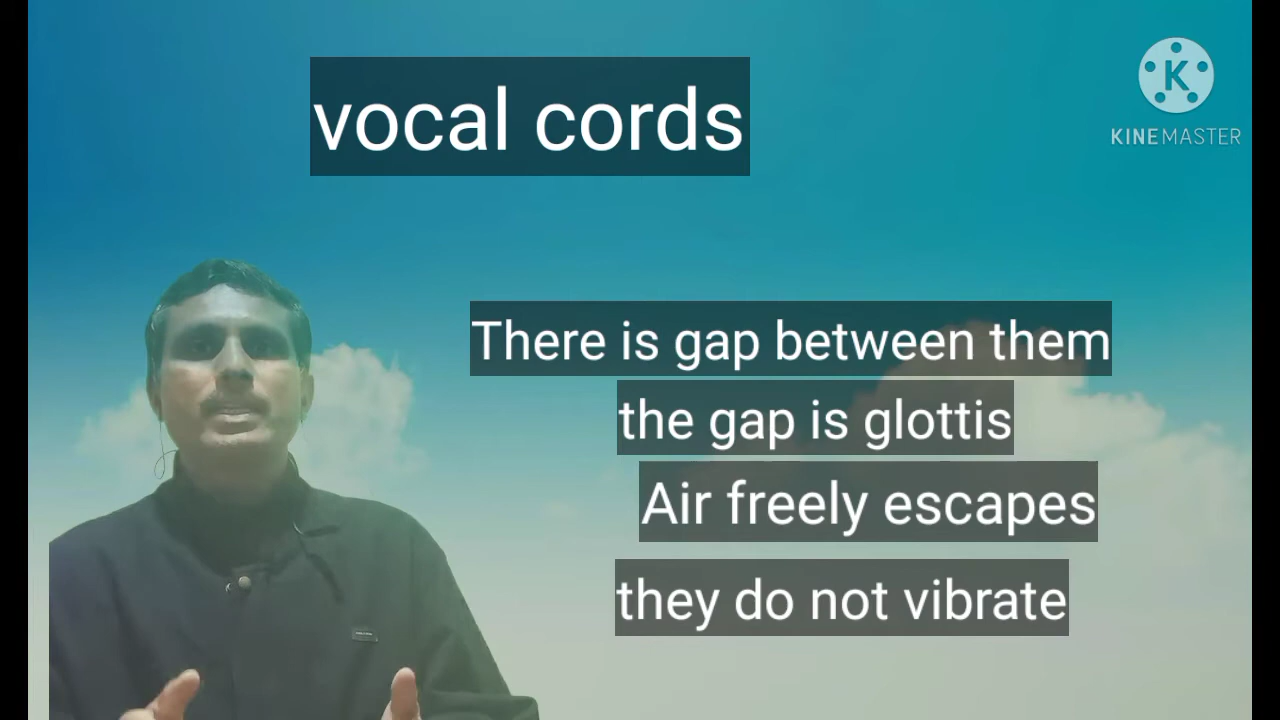 vocal cords
K
KINEMASTER
There is gap between them
the gap is glottis
Air freely escapes
they do not vibrate